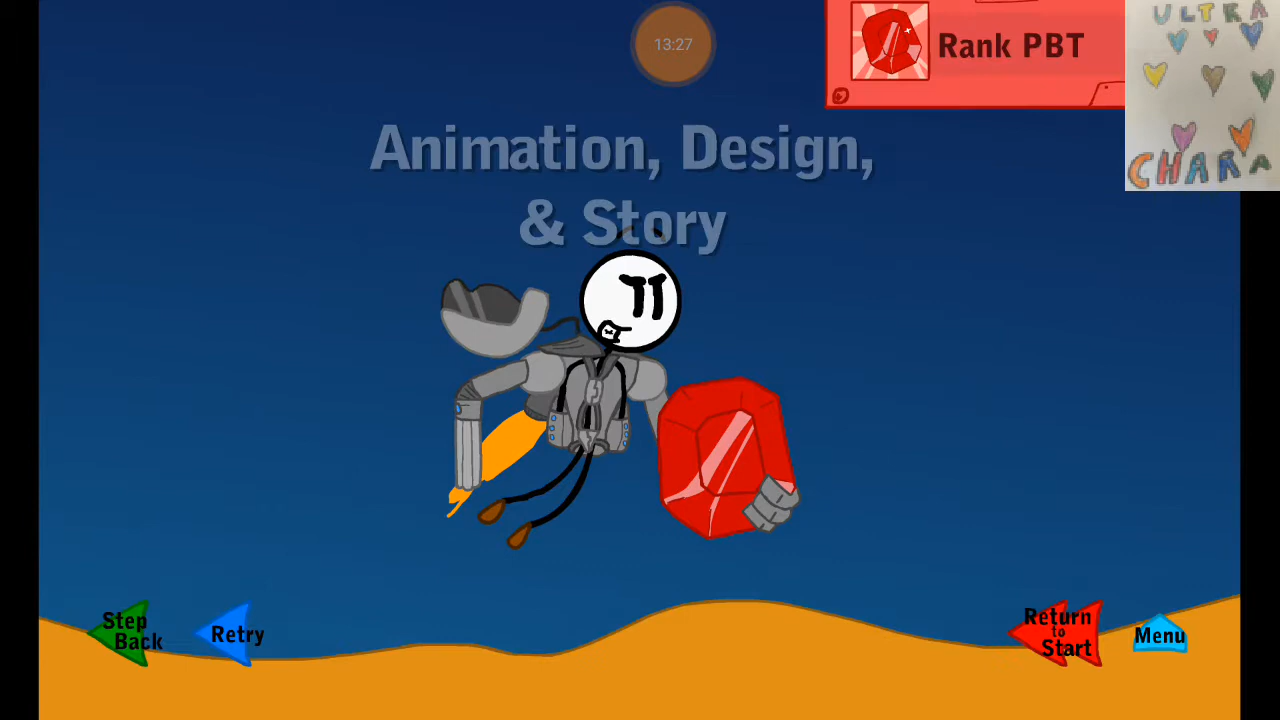 13:27
Rank PBT
ULTRA
CHARA
Animation, Design,
& Story
Step
Back
Retry
Return
to
Start
Menu